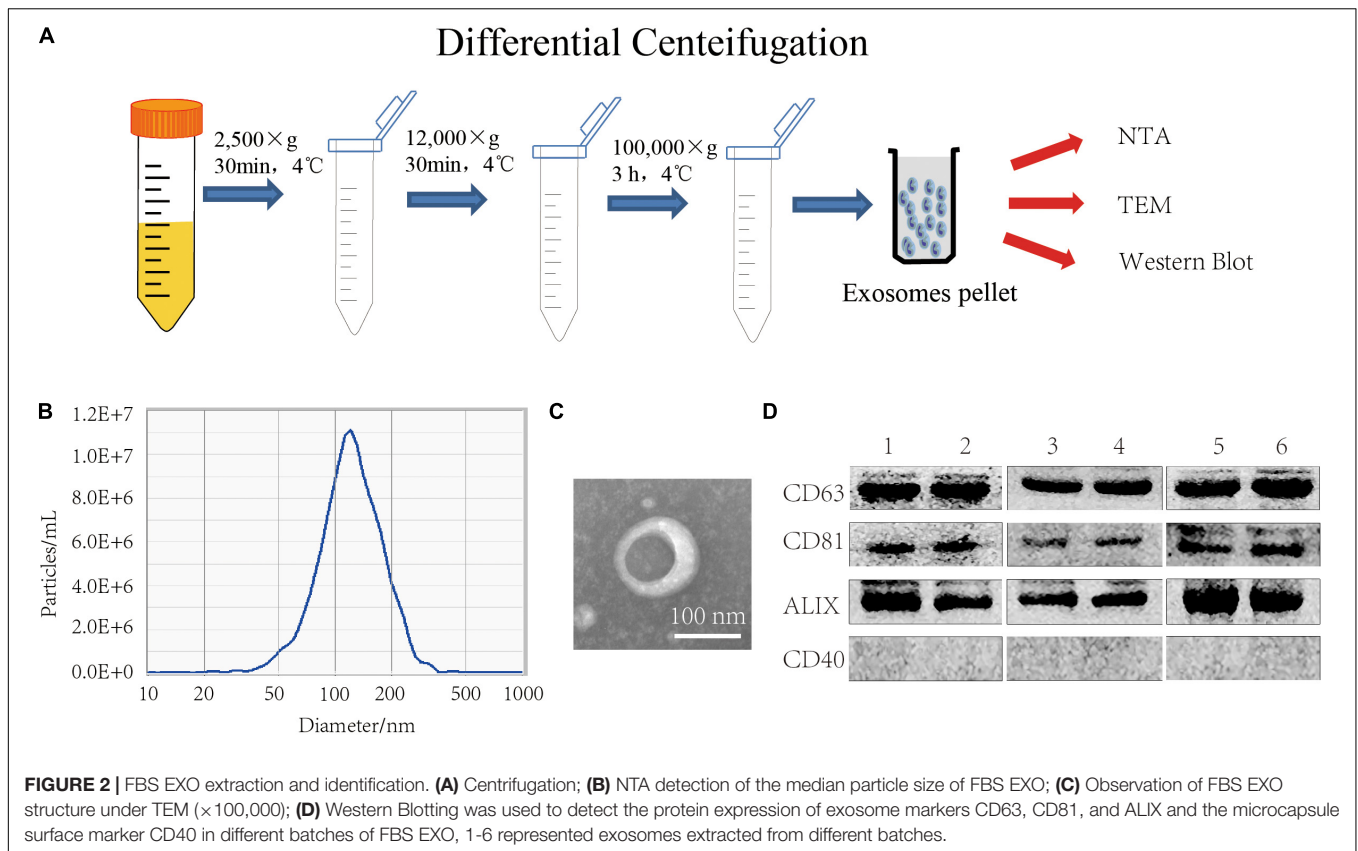 A
Differential Centeifugation
2,500×g
30min，4℃
12,000×g
30min，4℃
100,000×g
3 h，4℃
NTA
TEM
Western Blot
Exosomes pellet
B
Particles/mL
1.2E+7
1.0E+7
8.0E+6
6.0E+6
4.0E+6
2.0E+6
0.0E+0
10 20 50 100 200 500 1000
Diameter/nm
C
100 nm
D
1 2 3 4 5 6
CD63
CD81
ALIX
CD40
FIGURE 2 | FBS EXO extraction and identification. (A) Centrifugation; (B) NTA detection of the median particle size of FBS EXO; (C) Observation of FBS EXO
structure under TEM (×100,000); (D) Western Blotting was used to detect the protein expression of exosome markers CD63, CD81, and ALIX and the microcapsule
surface marker CD40 in different batches of FBS EXO, 1-6 represented exosomes extracted from different batches.